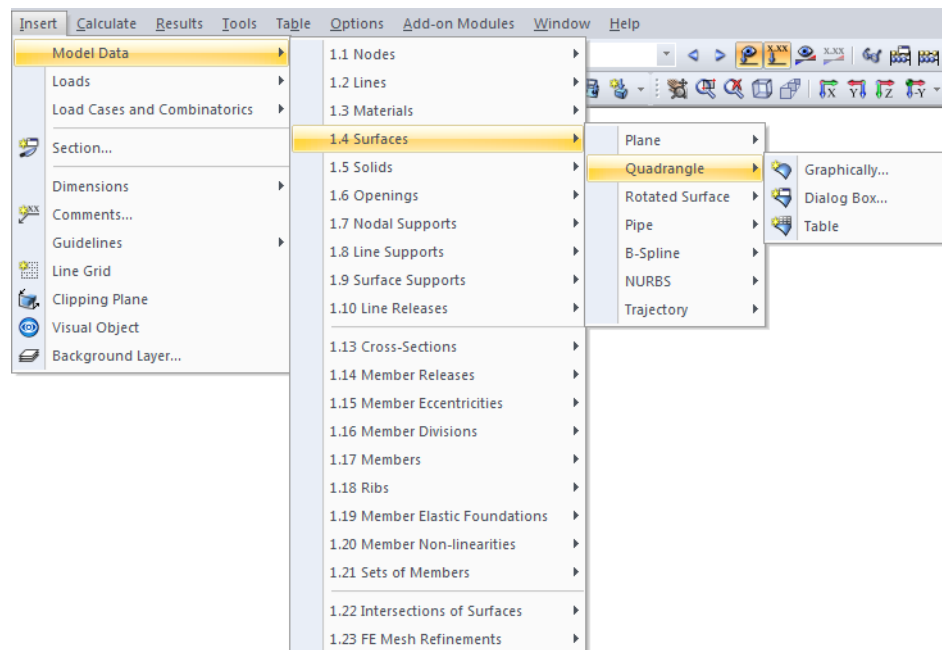 Insert Calculate Results Tools Table Options Add-on Modules Window Help
Model Data
Loads
Load Cases and Combinatorics
Section...
Dimensions
Comments...
Guidelines
Line Grid
Clipping Plane
Visual Object
Background Layer...
1.1 Nodes
1.2 Lines
1.3 Materials
1.4 Surfaces
1.5 Solids
1.6 Openings
1.7 Nodal Supports
1.8 Line Supports
1.9 Surface Supports
1.10 Line Releases
1.13 Cross-Sections
1.14 Member Releases
1.15 Member Eccentricities
1.16 Member Divisions
1.17 Members
1.18 Ribs
1.19 Member Elastic Foundations
1.20 Member Non-linearities
1.21 Sets of Members
1.22 Intersections of Surfaces
1.23 FE Mesh Refinements
Plane
Quadrangle
Rotated Surface
Pipe
B-Spline
NURBS
Trajectory
Graphically...
Dialog Box...
Table
x.xx x.xx
X Y Z -Y
xx